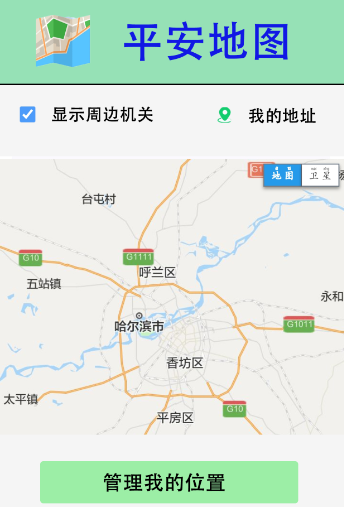 平安地图
显示周边机关
我的地址
地图
卫星
台屯村
G10
G1111
呼兰区
五站镇
永和
哈尔滨市
G1011
香坊区
太平镇
G10
平房区
管理我的位置